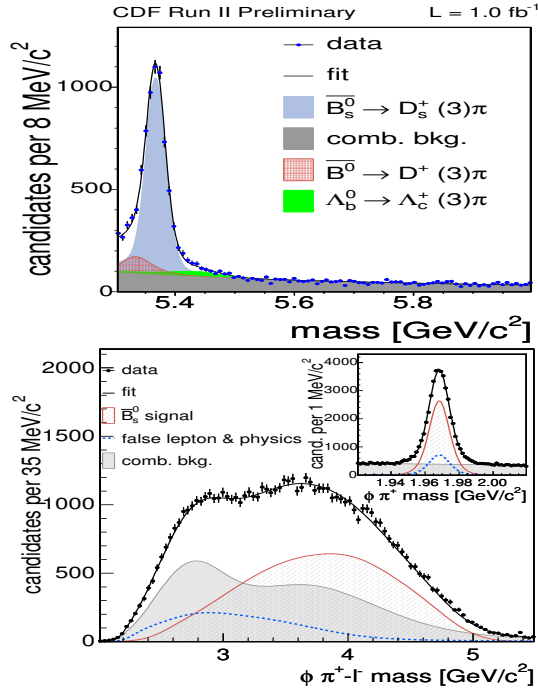 CDF Run II Preliminary L = 1.0 fb⁻¹
candidates per 8 MeV/c²
1000
500
0
data
fit
B̅⁰ₛ → D⁺ₛ (3)π
comb. bkg.
B̅⁰ → D⁺ (3)π
Λ⁰_b → Λ⁺_c (3)π
5.4 5.6 5.8
mass [GeV/c²]
candidates per 35 MeV/c²
2000
1500
1000
500
0
data
fit
B̅⁰ₛ signal
false lepton & physics
comb. bkg.
cand. per 1 MeV/c²
4000
3000
2000
1000
0
1.94 1.96 1.98 2.00
ϕ π⁺ mass [GeV/c²]
3 4 5
ϕ π⁺-l⁻ mass [GeV/c²]